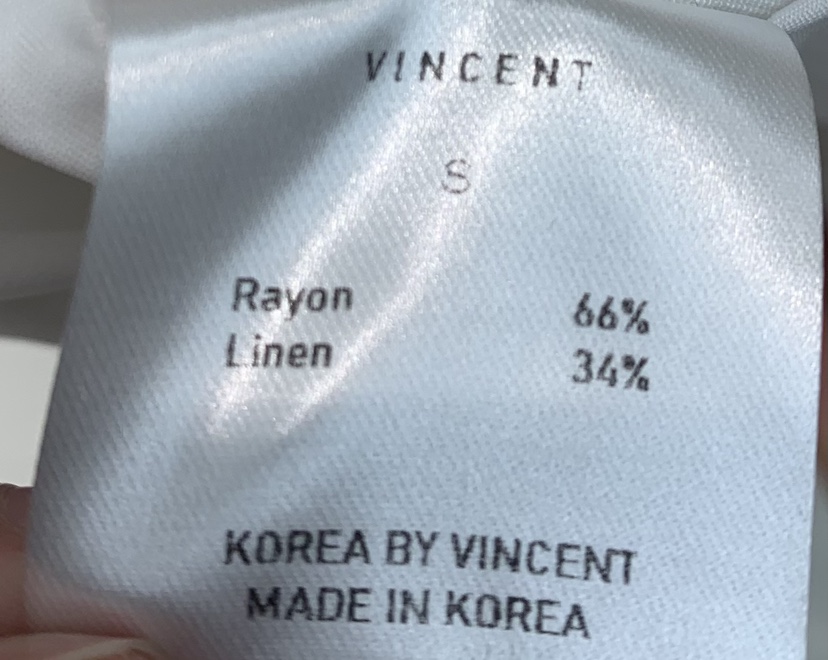 VINCENT
S
Rayon 66%
Linen 34%
KOREA BY VINCENT
MADE IN KOREA